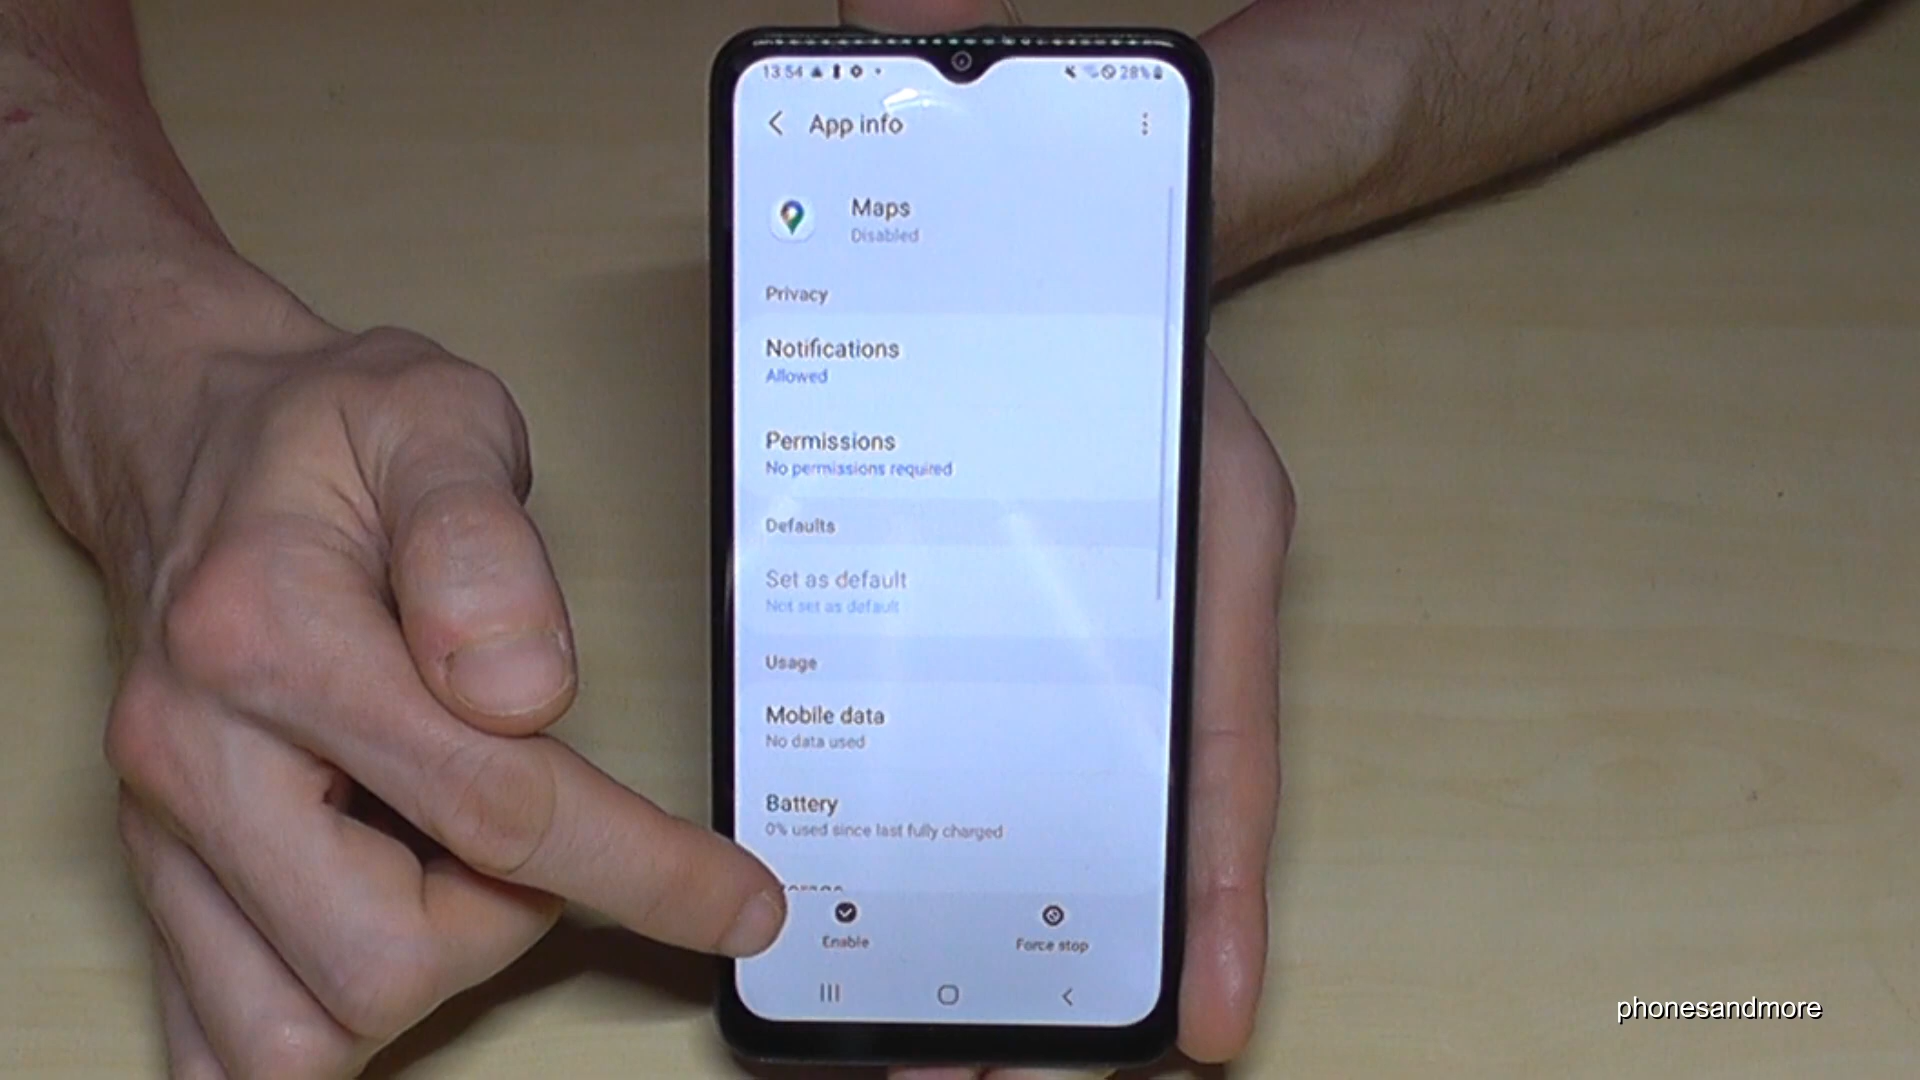 13:54 28%
App info
Maps
Disabled
Privacy
Notifications
Allowed
Permissions
No permissions required
Defaults
Set as default
Not set as default
Usage
Mobile data
No data used
Battery
0% used since last fully charged
Enable
Force stop
phonesandmore